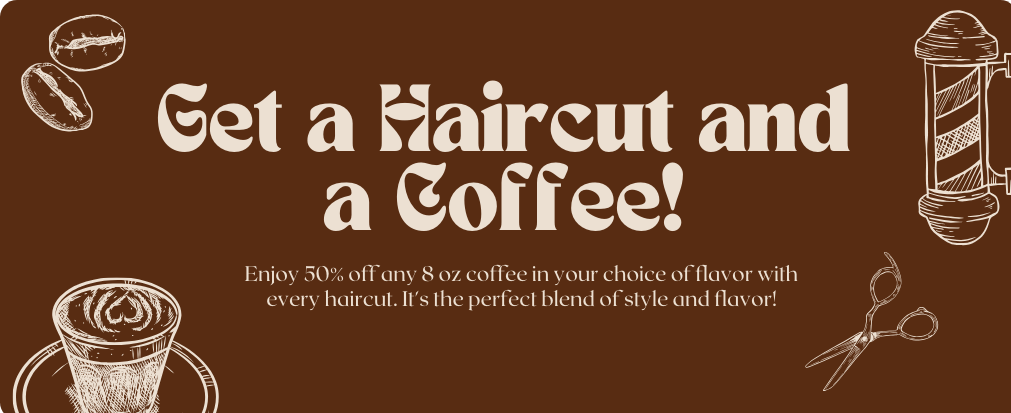 Get a Haircut and
a Coffee!
Enjoy 50% off any 8 oz coffee in your choice of flavor with
every haircut. It's the perfect blend of style and flavor!